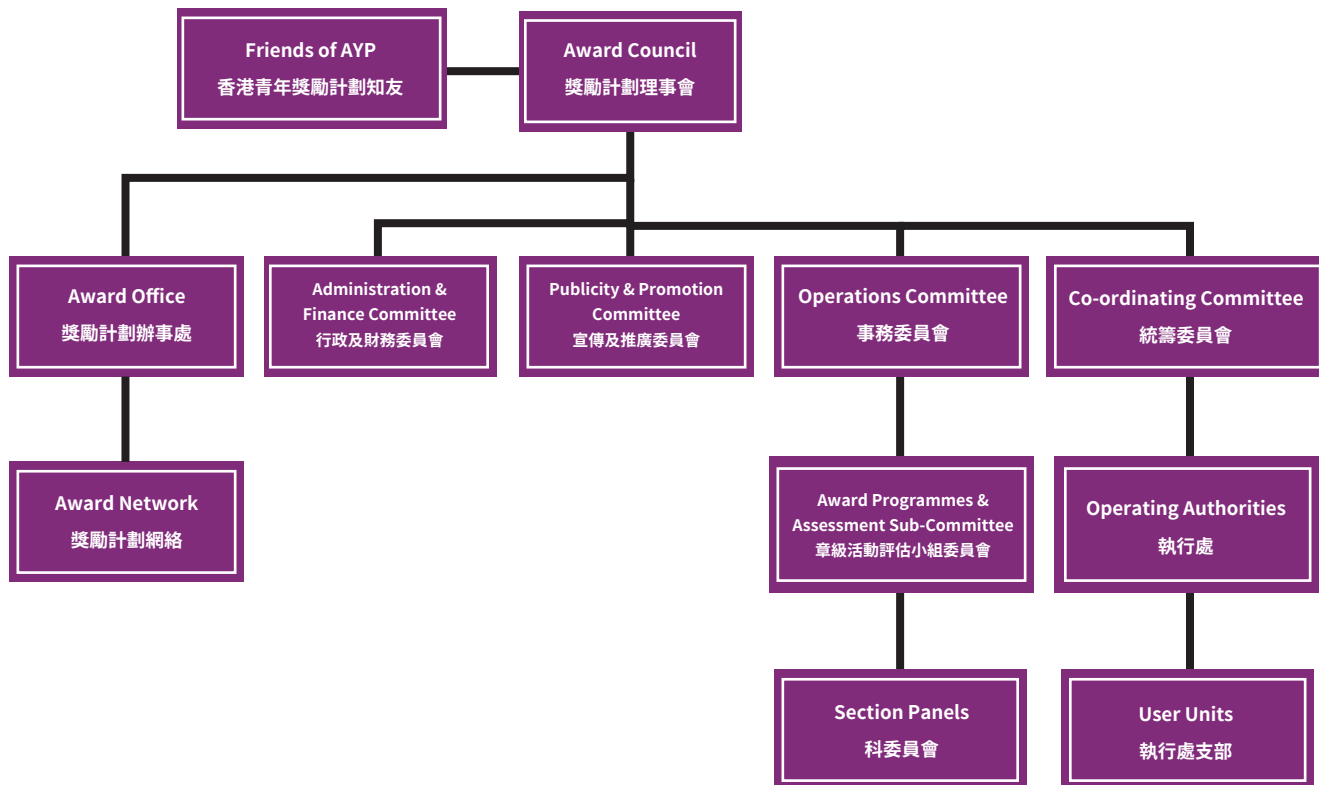 Friends of AYP
香港青年獎勵計劃知友
Award Council
獎勵計劃理事會
Award Office
獎勵計劃辦事處
Administration &
Finance Committee
行政及財務委員會
Publicity & Promotion
Committee
宣傳及推廣委員會
Operations Committee
事務委員會
Co-ordinating Committee
統籌委員會
Award Network
獎勵計劃網絡
Award Programmes &
Assessment Sub-Committee
章級活動評估小組委員會
Operating Authorities
執行處
Section Panels
科委員會
User Units
執行處支部